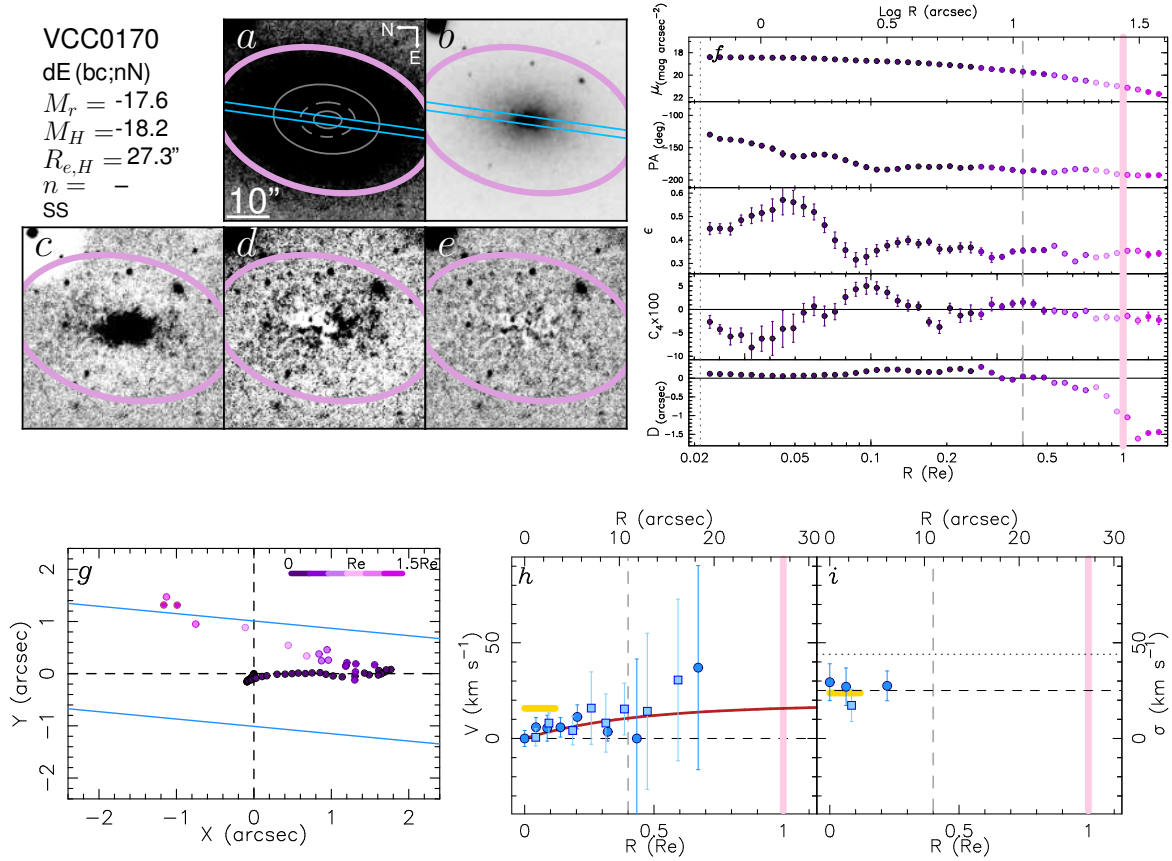 VCC0170
dE (bc;nN)
M_r = -17.6
M_H = -18.2
R_{e,H} = 27.3"
n = –
SS
a
N
E
10"
b
c
d
e
Log R (arcsec)
0 0.5 1 1.5
f
μ(mag arcsec⁻²)
18
20
22
PA (deg)
-100
-150
-200
ϵ
0.6
0.5
0.4
0.3
C₄x100
5
0
-5
-10
D (arcsec)
0
-0.5
-1
-1.5
0.02 0.05 0.1 0.2 0.5 1
R (Re)
g
0 Re 1.5Re
Y (arcsec)
2
1
0
-1
-2
-2 -1 0 1 2
X (arcsec)
R (arcsec)
0 10 20 30
h
V (km s⁻¹)
50
0
0 0.5 1
R (Re)
R (arcsec)
0 10 20 30
i
σ (km s⁻¹)
50
0
0 0.5 1
R (Re)